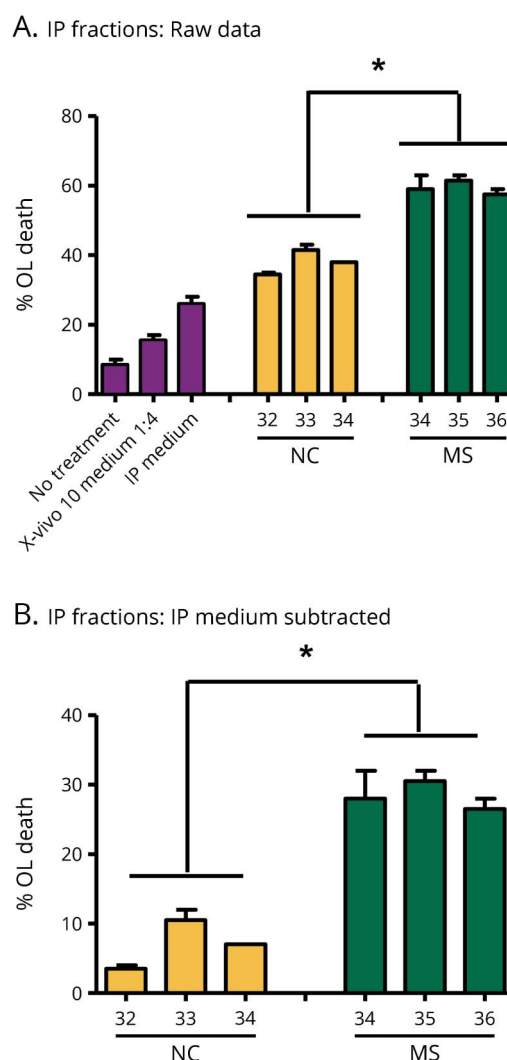 A. IP fractions: Raw data
*
% OL death
80
60
40
20
0
No treatment
X-vivo 10 medium 1:4
IP medium
32 33 34
34 35 36
NC
MS
B. IP fractions: IP medium subtracted
*
% OL death
40
30
20
10
0
32 33 34
34 35 36
NC
MS